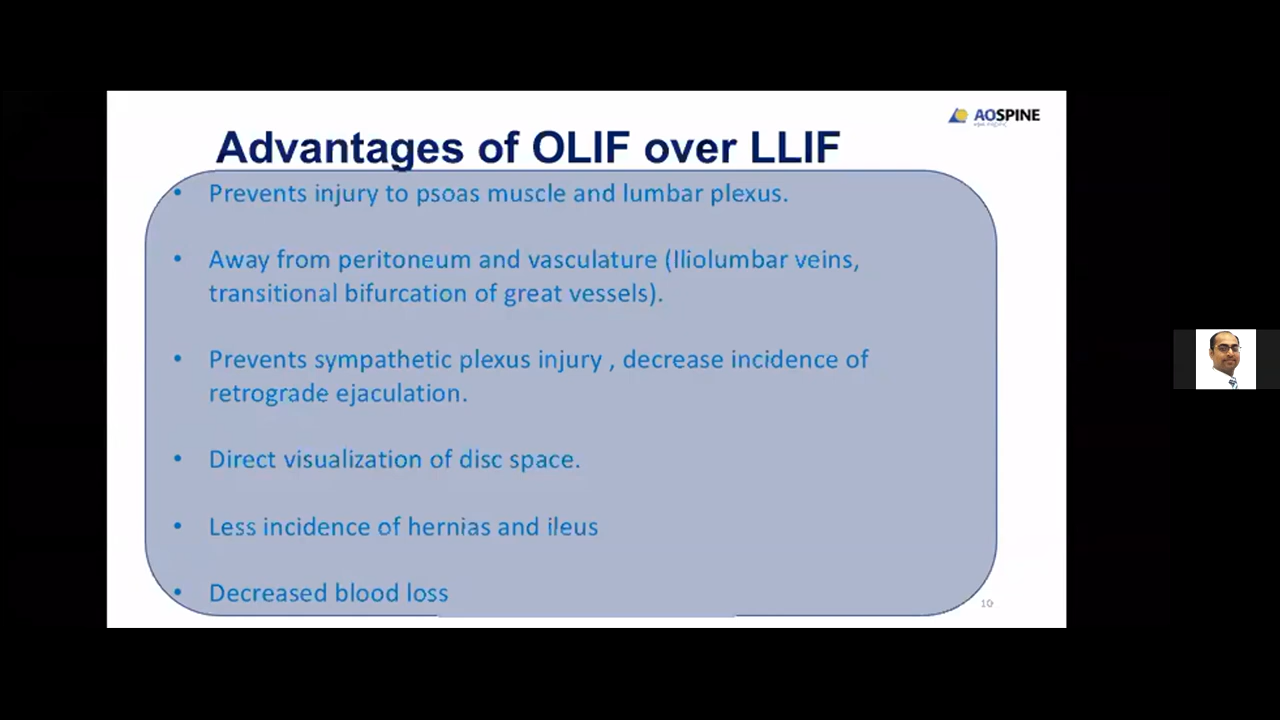 AOSPINE
Advantages of OLIF over LLIF
• Prevents injury to psoas muscle and lumbar plexus.
• Away from peritoneum and vasculature (Iliolumbar veins,
transitional bifurcation of great vessels).
• Prevents sympathetic plexus injury , decrease incidence of
retrograde ejaculation.
• Direct visualization of disc space.
• Less incidence of hernias and ileus
• Decreased blood loss
10